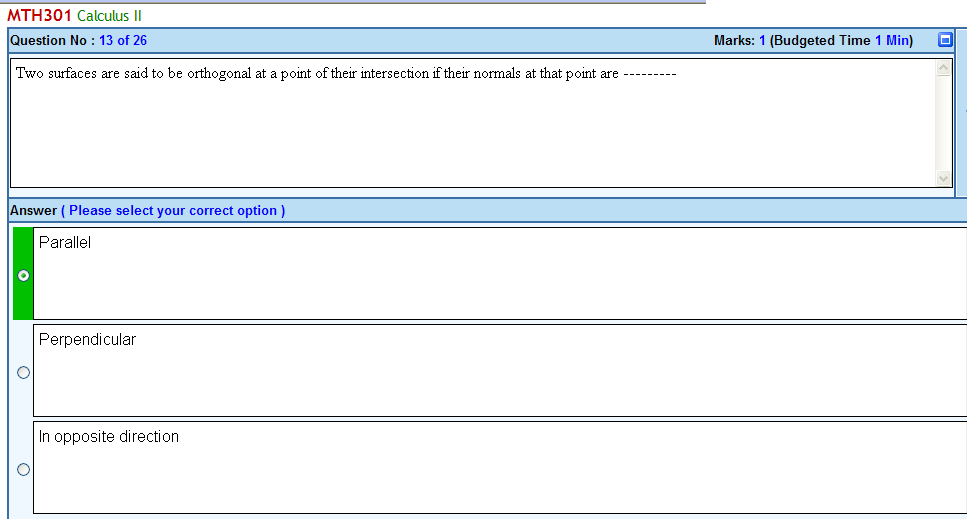 MTH301 Calculus II
Question No : 13 of 26 Marks: 1 (Budgeted Time 1 Min)
Two surfaces are said to be orthogonal at a point of their intersection if their normals at that point are ---------
Answer ( Please select your correct option )
Parallel
Perpendicular
In opposite direction